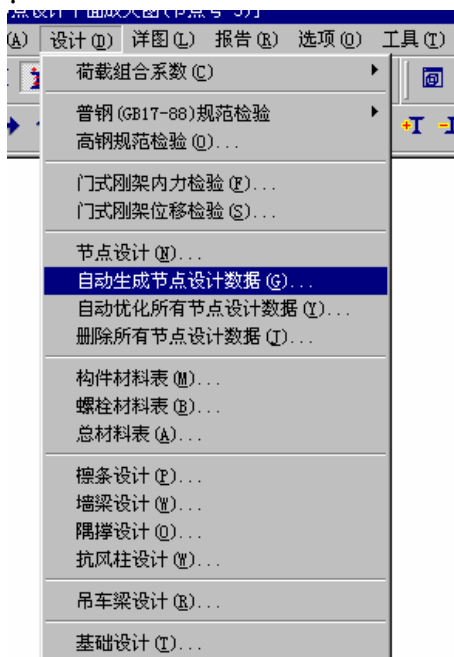 (A) 设计(D) 详图(L) 报告(R) 选项(O) 工具(T)
荷载组合系数(C)
普钢(GB17-88)规范检验
高钢规范检验(O)...
门式刚架内力检验(F)...
门式刚架位移检验(S)...
节点设计(N)...
自动生成节点设计数据(G)...
自动优化所有节点设计数据(Y)...
删除所有节点设计数据(J)...
构件材料表(M)...
螺栓材料表(B)...
总材料表(A)...
檩条设计(P)...
墙梁设计(W)...
隅撑设计(O)...
抗风柱设计(W)...
吊车梁设计(R)...
基础设计(T)...